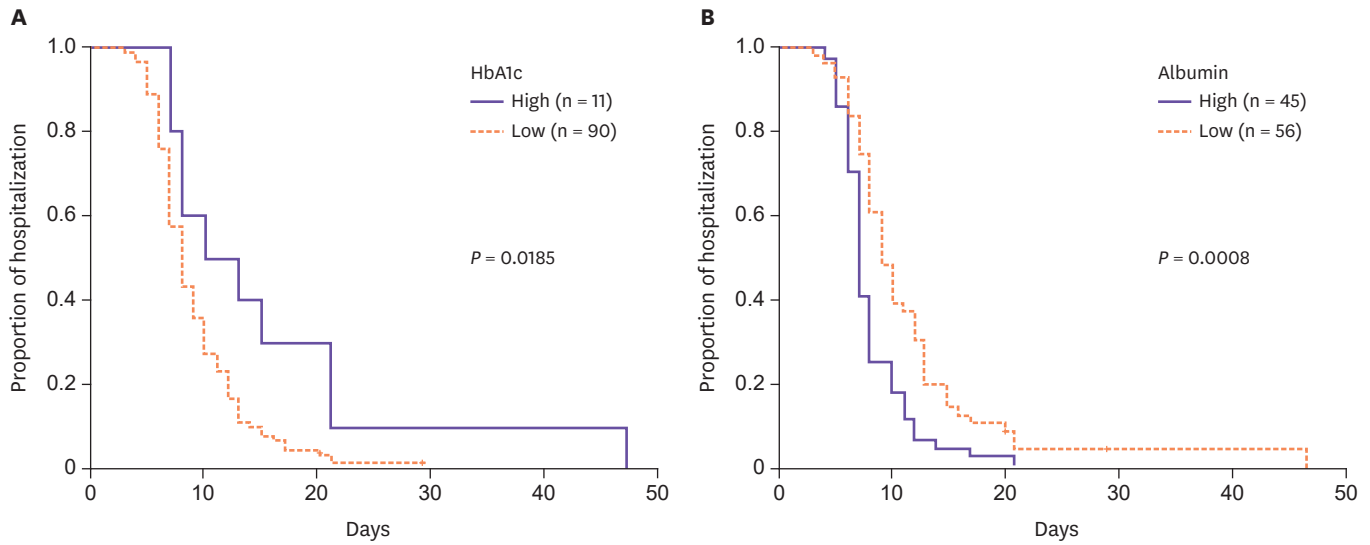 A
Proportion of hospitalization
1.0
0.8
0.6
0.4
0.2
0
0 10 20 30 40 50
Days
HbA1c
High (n = 11)
Low (n = 90)
P = 0.0185
B
Proportion of hospitalization
1.0
0.8
0.6
0.4
0.2
0
0 10 20 30 40 50
Days
Albumin
High (n = 45)
Low (n = 56)
P = 0.0008